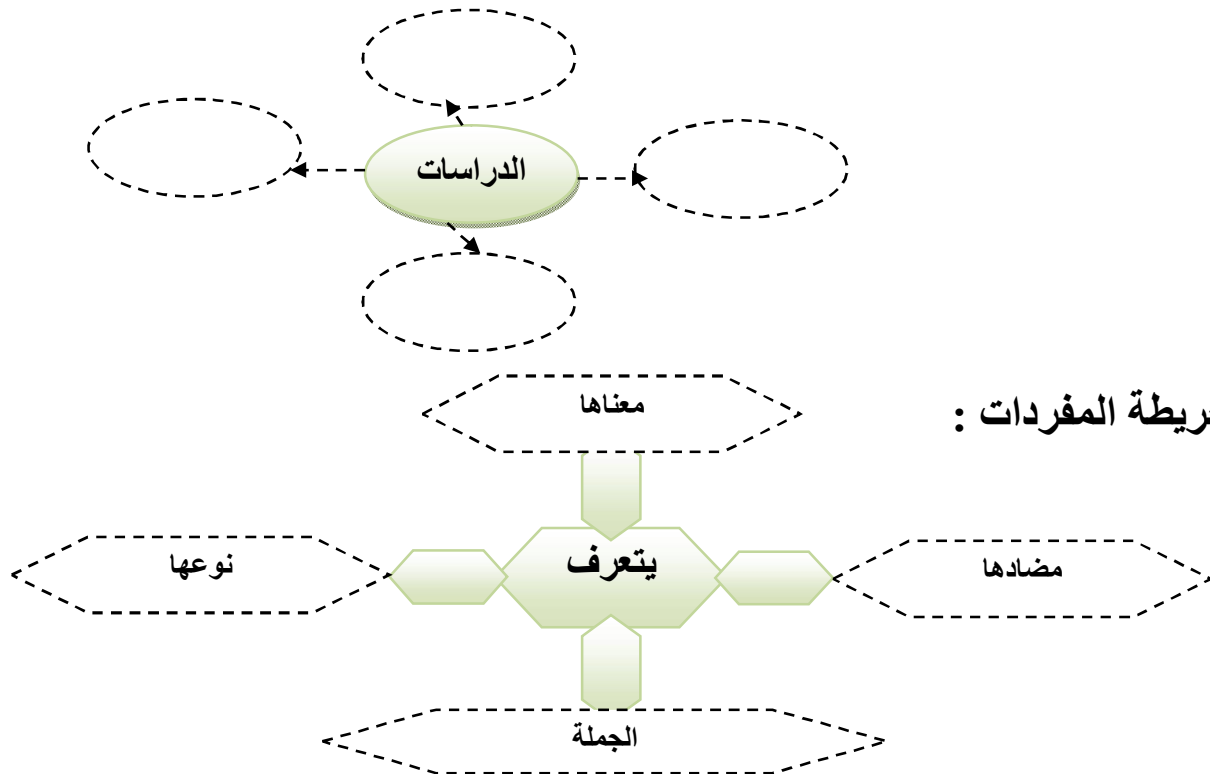 الدراسات
معناها
ريطة المفردات :
نوعها
يتعرف
مضادها
الجملة